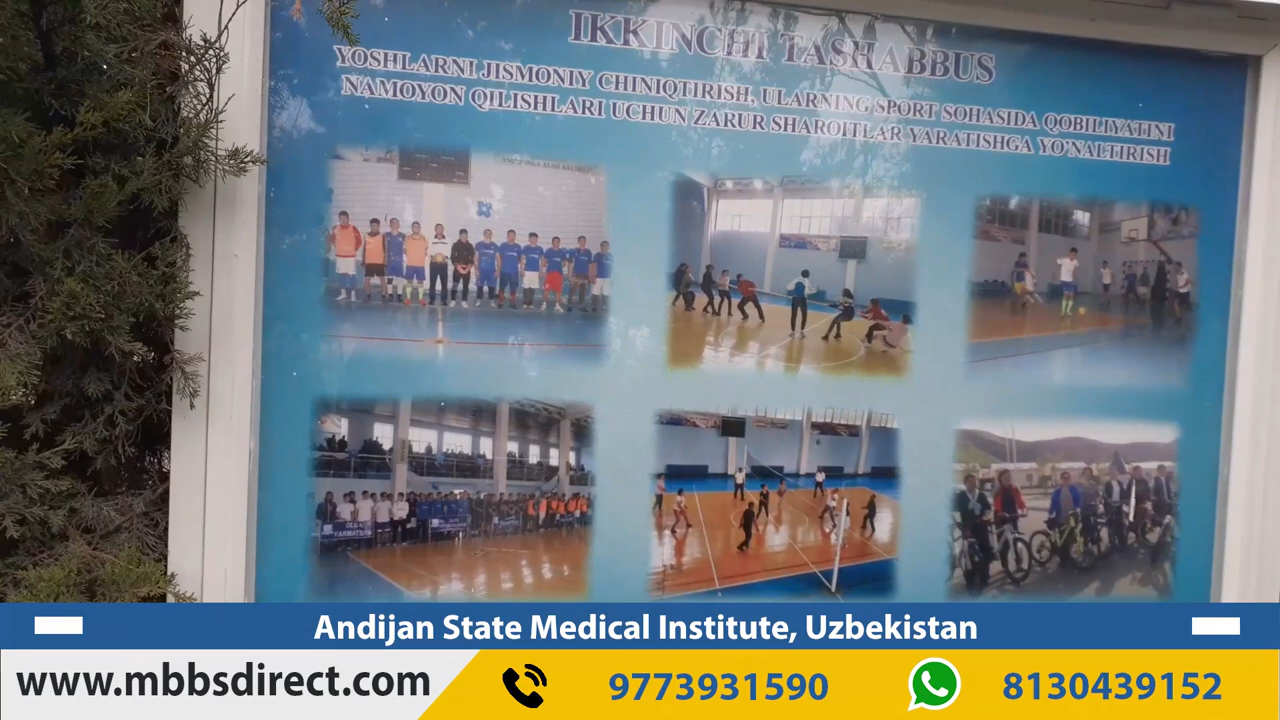 IKKINCHI TASHABBUS
YOSHLARNI JISMONIY CHINIQTIRISH, ULARNING SPORT SOHASIDA QOBILIYATINI
NAMOYON QILISHLARI UCHUN ZARUR SHAROITLAR YARATISHGA YO'NALTIRISH
FARMATSIYA
Andijan State Medical Institute, Uzbekistan
www.mbbsdirect.com
9773931590
8130439152